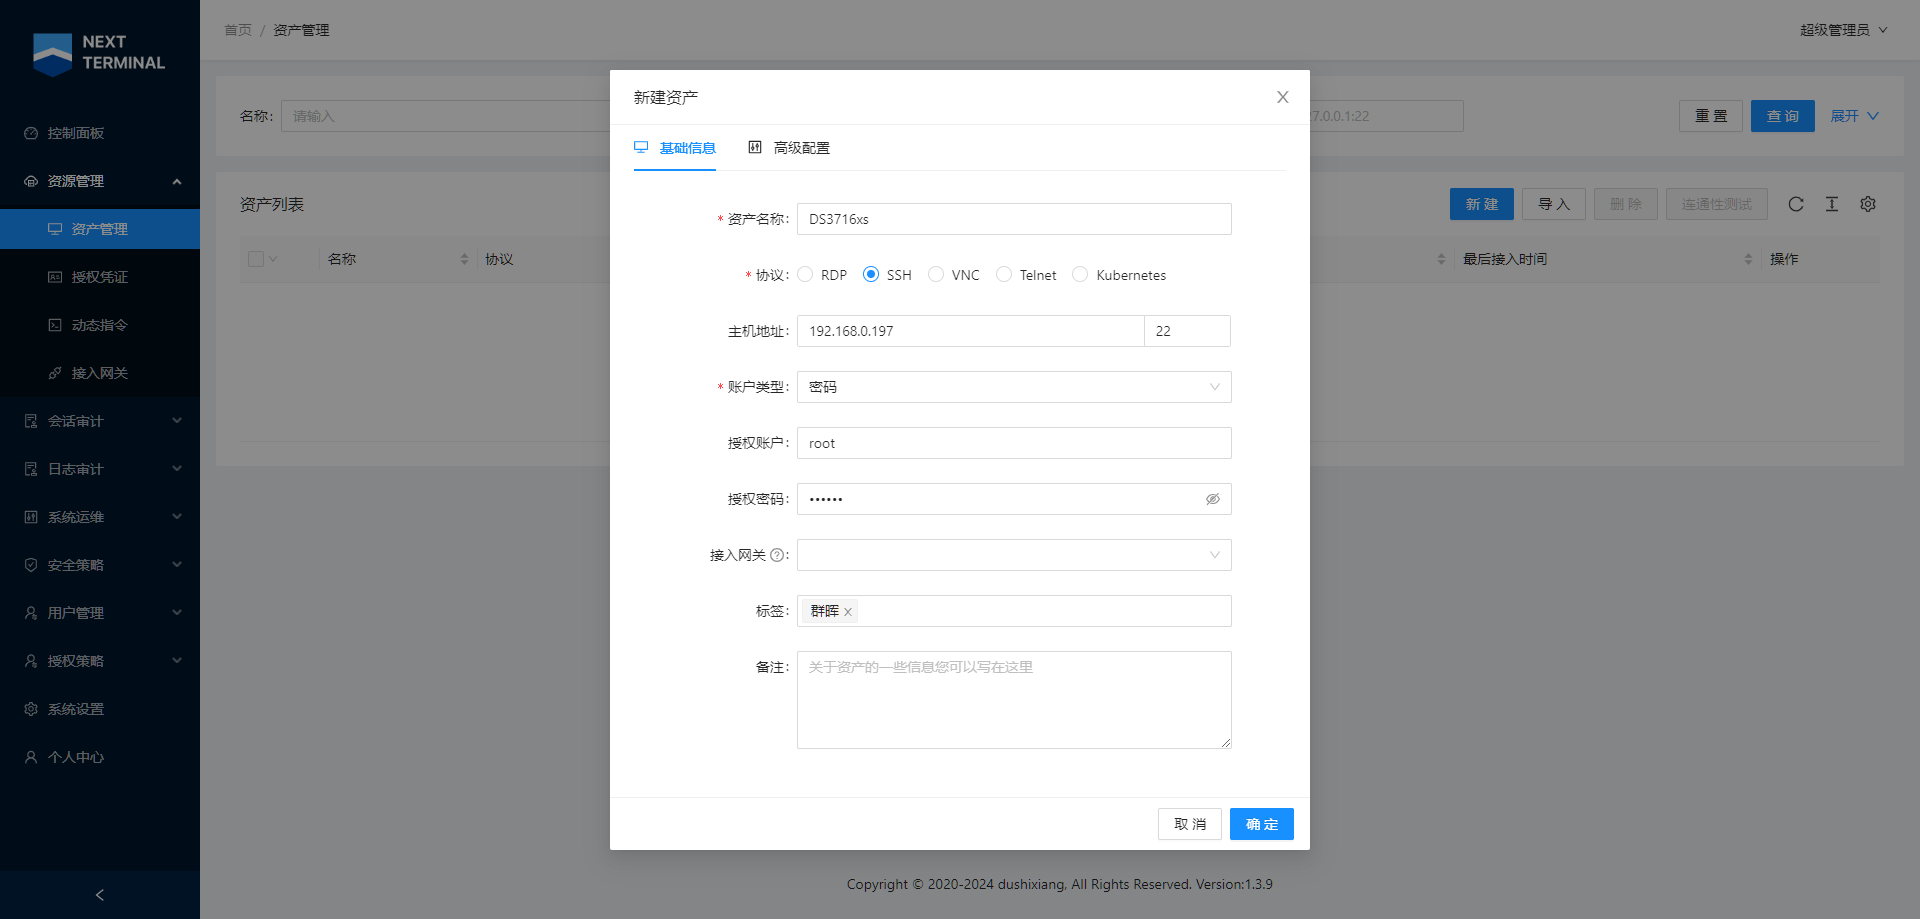 NEXT
TERMINAL
控制面板
资源管理
资产管理
授权凭证
动态指令
接入网关
会话审计
日志审计
系统运维
安全策略
用户管理
授权策略
系统设置
个人中心
首页 / 资产管理
超级管理员
名称: 请输入
7.0.0.1:22
重 置 查 询 展开
资产列表
新 建 导 入 删 除 连通性测试
名称 协议 最后接入时间 操作
新建资产
基础信息 高级配置
* 资产名称: DS3716xs
* 协议: RDP SSH VNC Telnet Kubernetes
主机地址: 192.168.0.197 22
* 账户类型: 密码
授权账户: root
授权密码: ••••••
接入网关 ?:
标签: 群晖 ×
备注: 关于资产的一些信息您可以写在这里
取 消 确 定
Copyright © 2020-2024 dushixiang, All Rights Reserved. Version:1.3.9